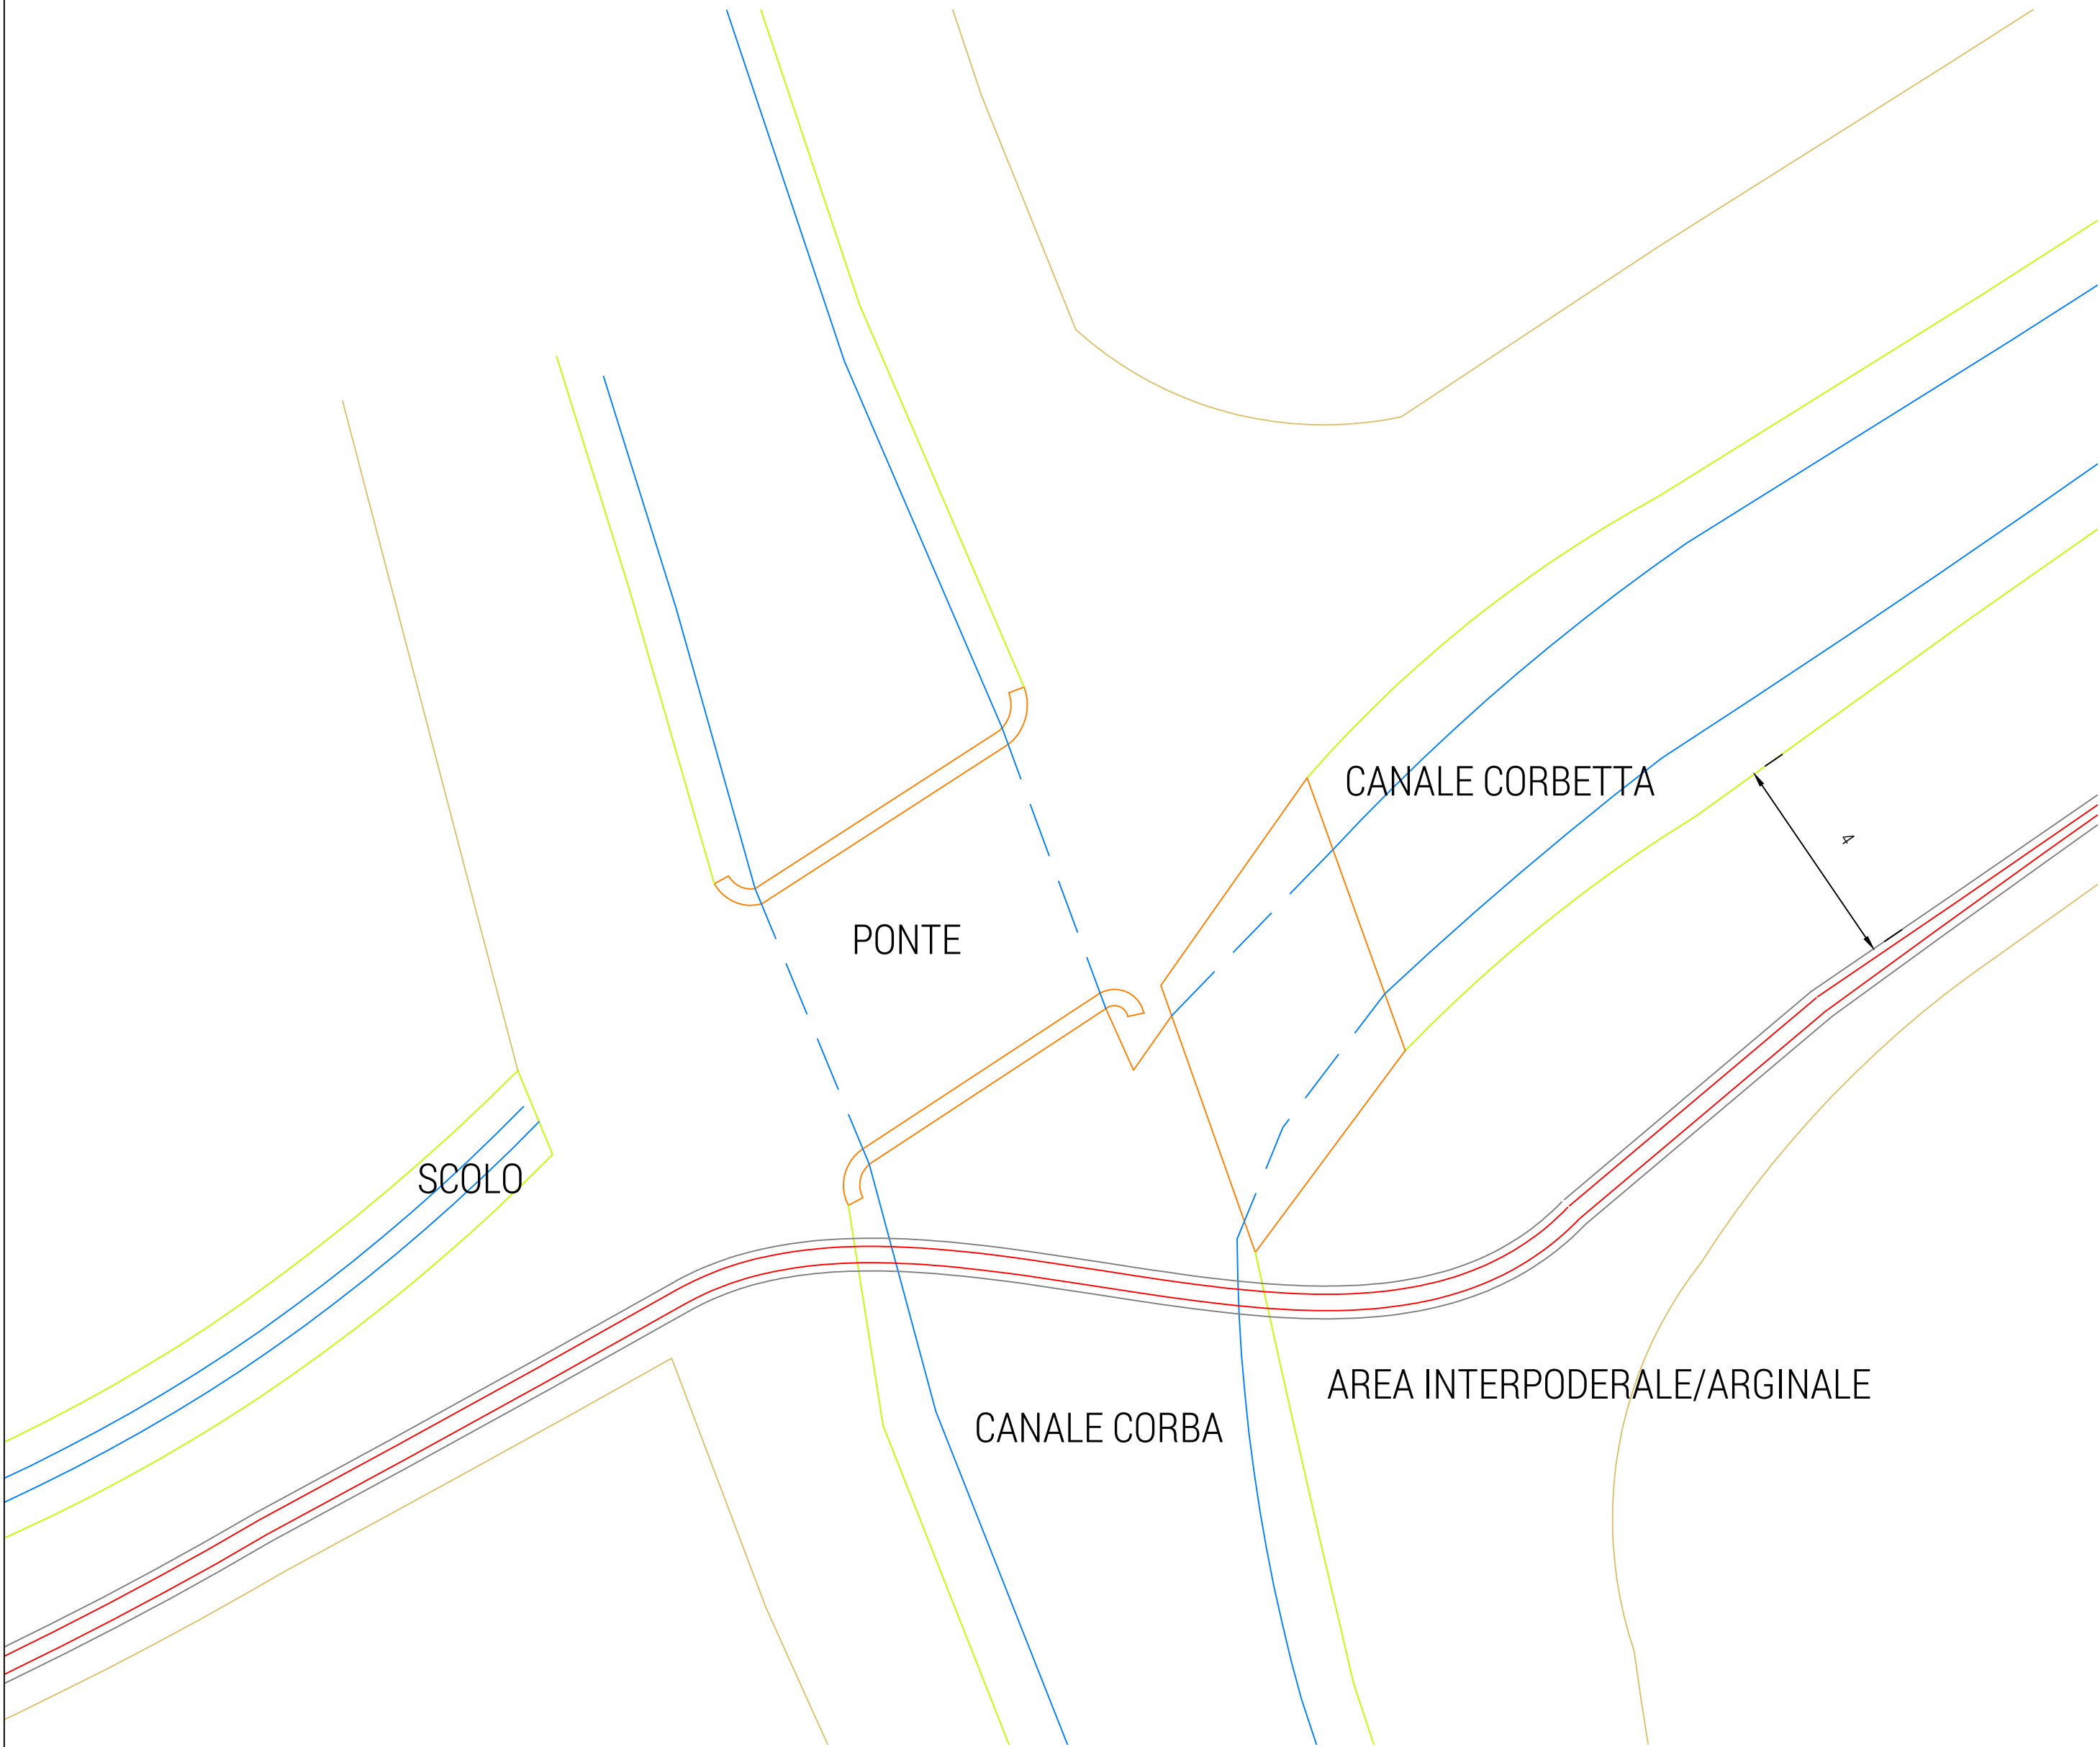 CANALE CORBETTA
4
PONTE
SCOLO
AREA INTERPODERALE/ARGINALE
CANALE CORBA